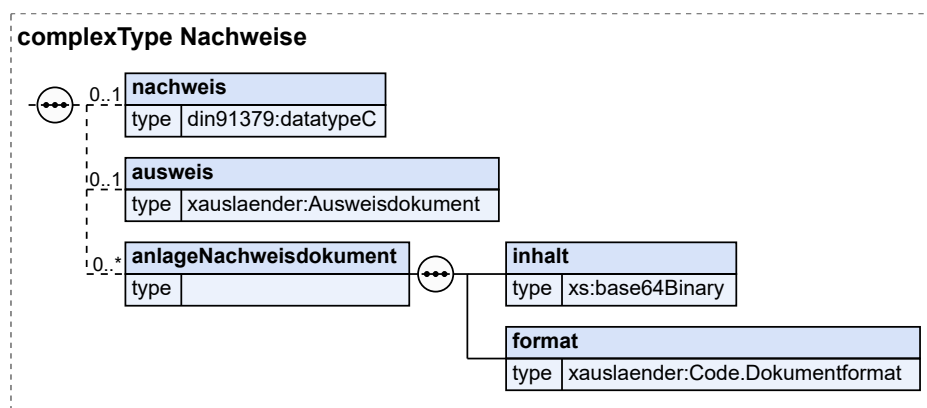 complexType Nachweise
0..1
nachweis
type din91379:datatypeC
0..1
ausweis
type xauslaender:Ausweisdokument
0..*
anlageNachweisdokument
type
inhalt
type xs:base64Binary
format
type xauslaender:Code.Dokumentformat